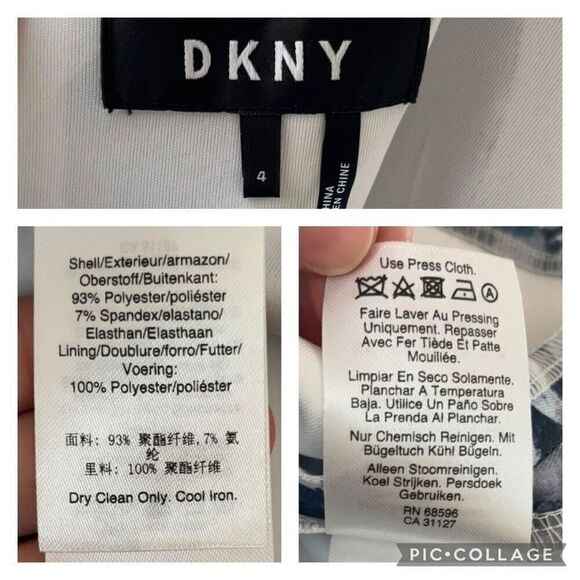 DKNY
4
HINA
EN CHINE
Shell/Exterieur/armazon/
Oberstoff/Buitenkant:
93% Polyester/poliéster
7% Spandex/elastano/
Elasthan/Elasthaan
Lining/Doublure/forro/Futter/
Voering:
100% Polyester/poliéster
面料: 93% 聚酯纤维,7% 氨
纶
里料: 100% 聚酯纤维
Dry Clean Only. Cool Iron.
Use Press Cloth.
A
Faire Laver Au Pressing
Uniquement. Repasser
Avec Fer Tiède Et Patte
Mouillée.
Limpiar En Seco Solamente.
Planchar A Temperatura
Baja. Utilice Un Paño Sobre
La Prenda Al Planchar.
Nur Chemisch Reinigen. Mit
Bügeltuch Kühl Bügeln.
Alleen Stoomreinigen.
Koel Strijken. Persdoek
Gebruiken.
RN 68596
CA 31127
PIC•COLLAGE